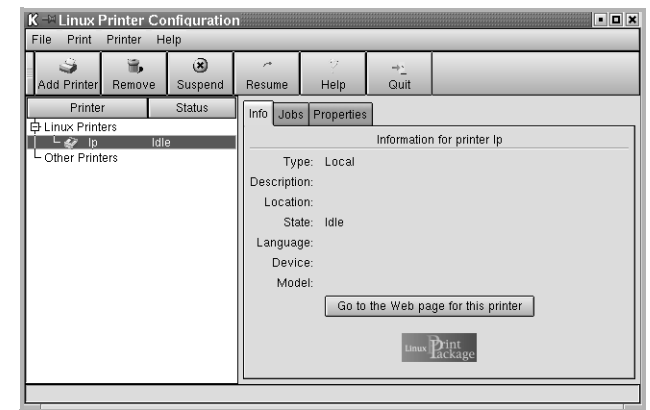 Linux Printer Configuration
File Print Printer Help
Add Printer Remove Suspend Resume Help Quit
Printer Status
Linux Printers
lp Idle
Other Printers
Info Jobs Properties
Information for printer lp
Type: Local
Description:
Location:
State: Idle
Language:
Device:
Model:
Go to the Web page for this printer
Linux Print Package